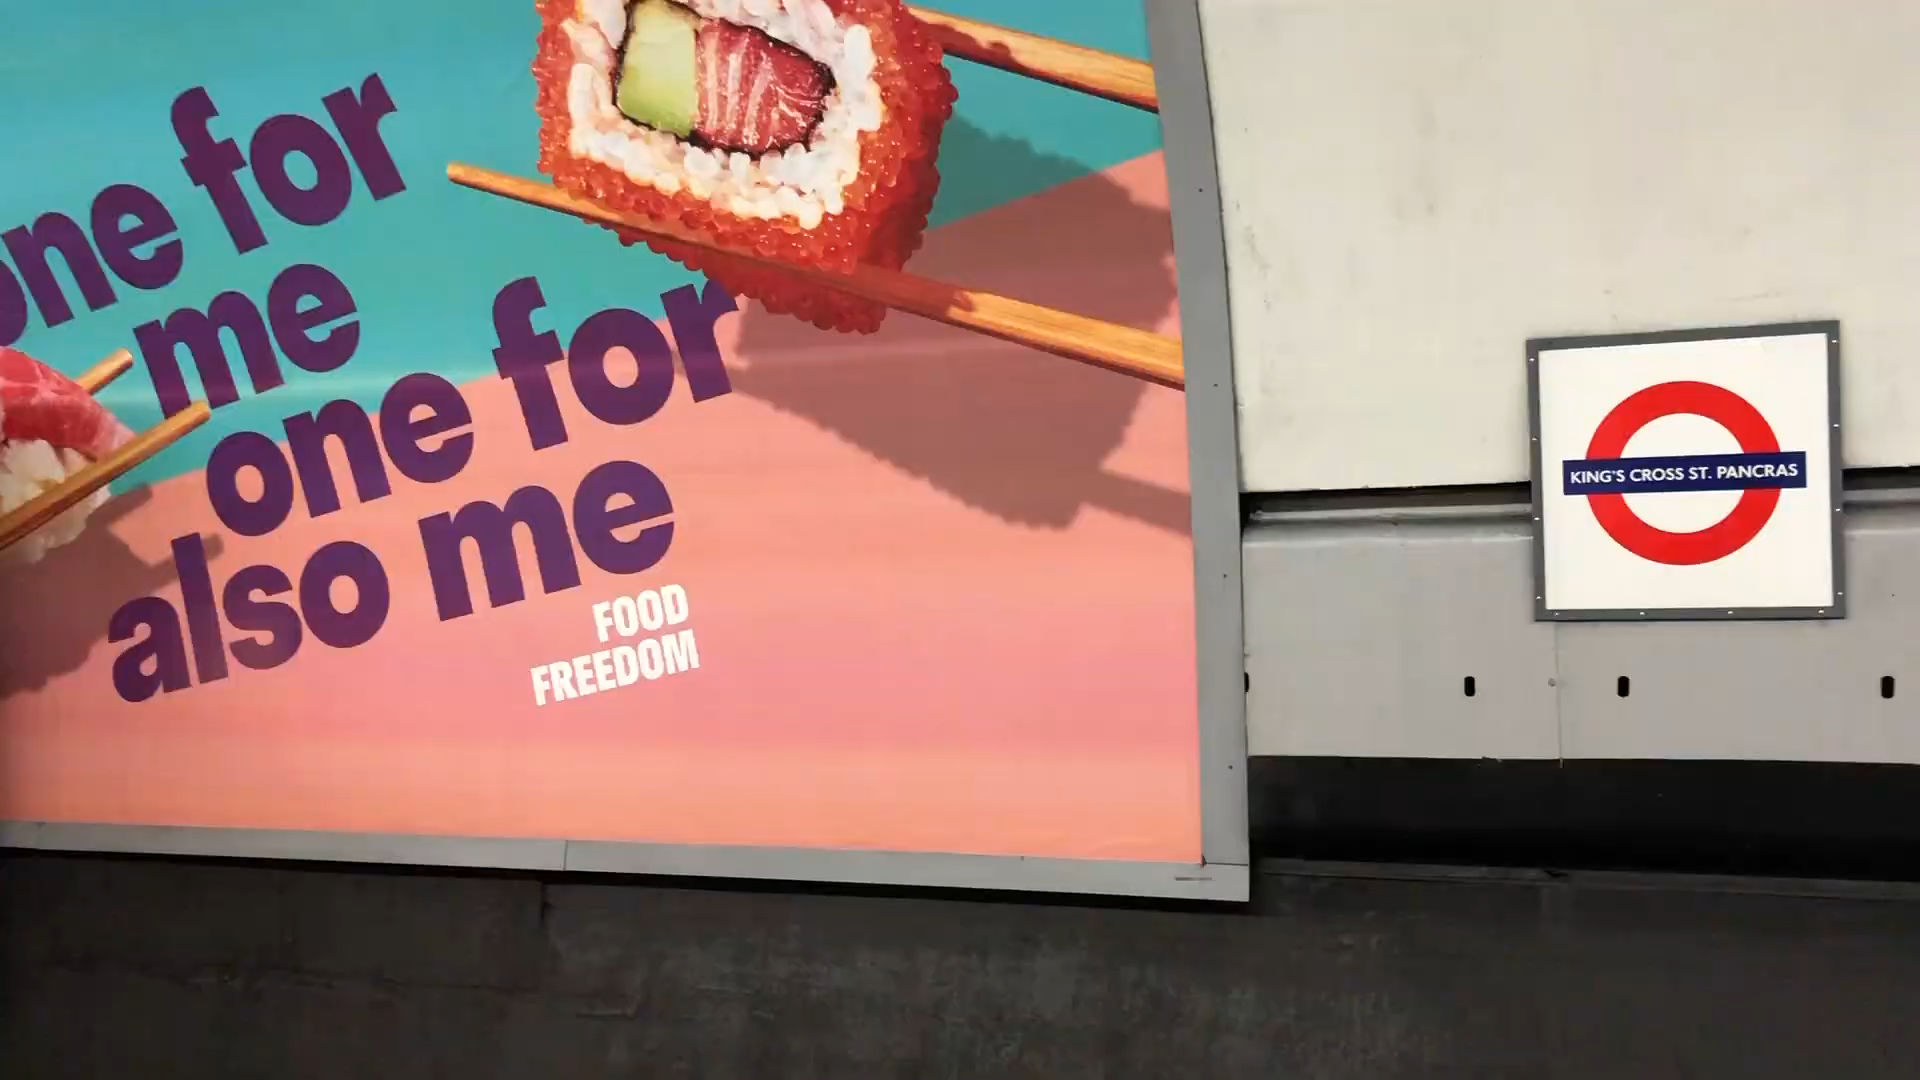 one for
me
one for
also me
FOOD
FREEDOM
KING'S CROSS ST. PANCRAS